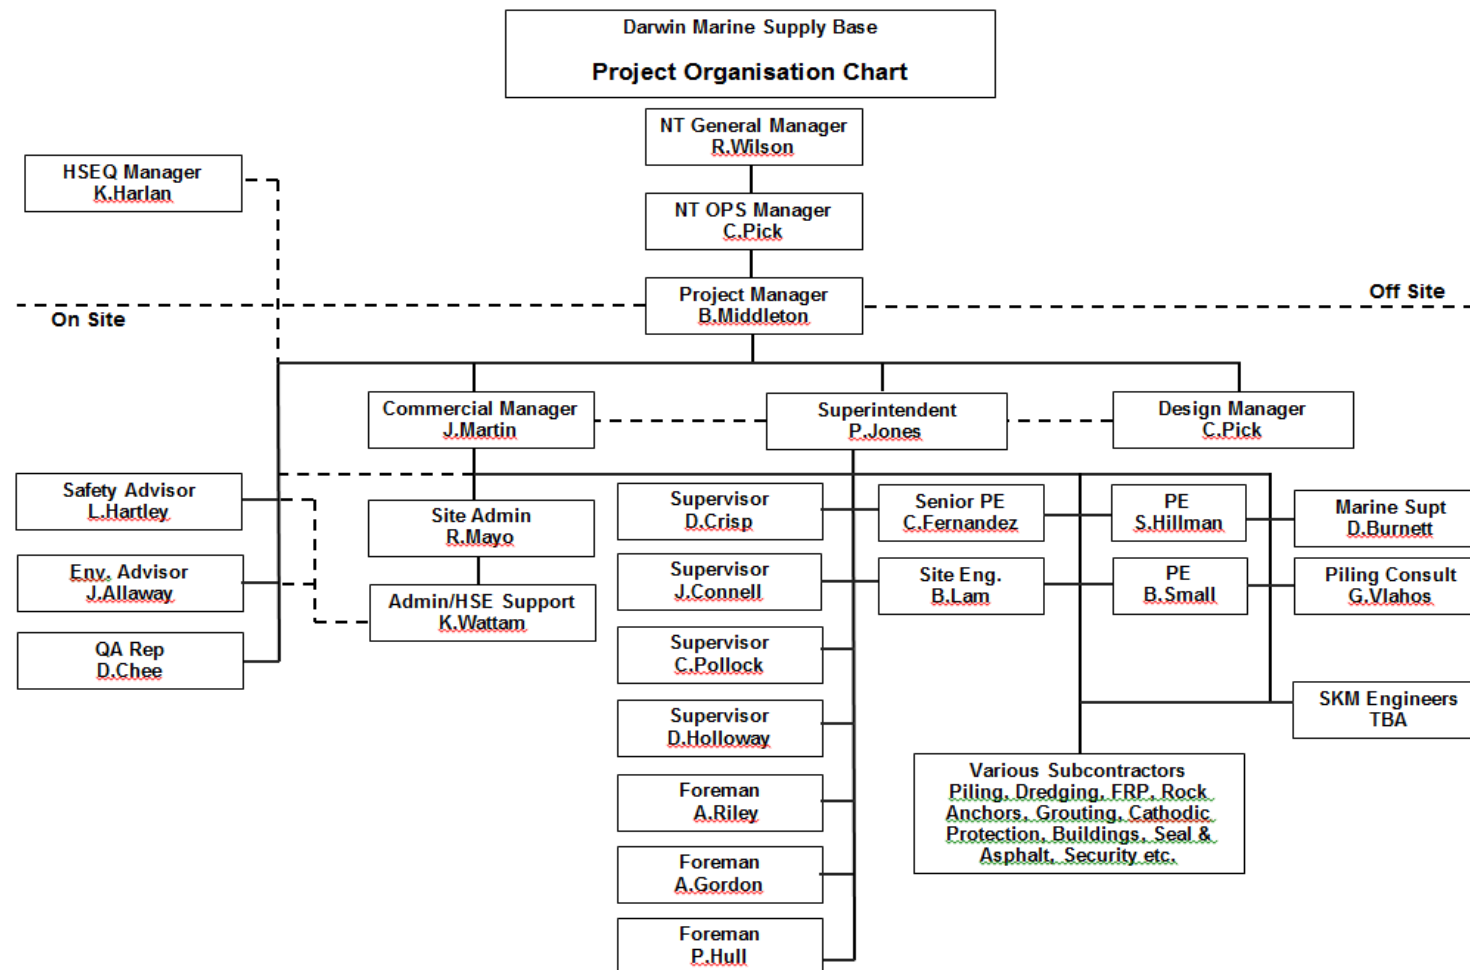 Darwin Marine Supply Base
Project Organisation Chart
NT General Manager
R.Wilson
HSEQ Manager
K.Harlan
NT OPS Manager
C.Pick
Project Manager
B.Middleton
On Site
Off Site
Commercial Manager
J.Martin
Superintendent
P.Jones
Design Manager
C.Pick
Safety Advisor
L.Hartley
Site Admin
R.Mayo
Supervisor
D.Crisp
Senior PE
C.Fernandez
PE
S.Hillman
Marine Supt
D.Burnett
Env. Advisor
J.Allaway
Admin/HSE Support
K.Wattam
Supervisor
J.Connell
Site Eng.
B.Lam
PE
B.Small
Piling Consult
G.Vlahos
QA Rep
D.Chee
Supervisor
C.Pollock
Supervisor
D.Holloway
SKM Engineers
TBA
Foreman
A.Riley
Various Subcontractors
Piling, Dredging, FRP, Rock
Anchors, Grouting, Cathodic
Protection, Buildings, Seal &
Asphalt, Security etc.
Foreman
A.Gordon
Foreman
P.Hull